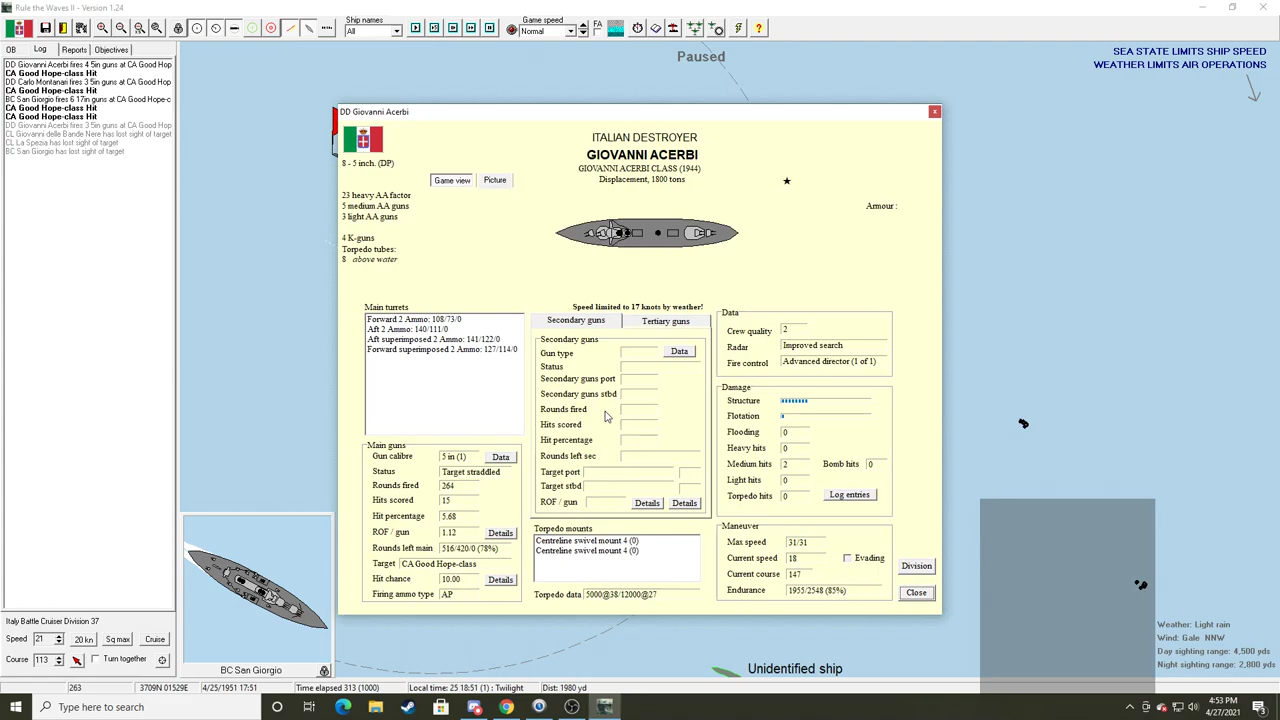 Rule the Waves II - Version 1.24
Ship names
All
Game speed
Normal
FA
OB
Log
Reports
Objectives
DD Giovanni Acerbi fires 4 5in guns at CA Good Hop
CA Good Hope-class Hit
DD Carlo Montanari fires 3 5in guns at CA Good Hop
CA Good Hope-class Hit
BC San Giorgio fires 6 17in guns at CA Good Hope-c
CA Good Hope-class Hit
CA Good Hope-class Hit
DD Giovanni Acerbi fires 3 5in guns at CA Good Hop
CL Giovanni delle Bande Nere has lost sight of target
CL La Spezia has lost sight of target
BC San Giorgio has lost sight of target
Paused
SEA STATE LIMITS SHIP SPEED
WEATHER LIMITS AIR OPERATIONS
DD Giovanni Acerbi
x
8 - 5 inch. (DP)
23 heavy AA factor
5 medium AA guns
3 light AA guns
4 K-guns
Torpedo tubes:
8 above water
Game view
Picture
ITALIAN DESTROYER
GIOVANNI ACERBI
GIOVANNI ACERBI CLASS (1944)
Displacement, 1800 tons
Armour :
Main turrets
Forward 2 Ammo: 108/73/0
Aft 2 Ammo: 140/111/0
Aft superimposed 2 Ammo: 141/122/0
Forward superimposed 2 Ammo: 127/114/0
Main guns
Gun calibre 5 in (1) Data
Status Target straddled
Rounds fired 264
Hits scored 15
Hit percentage 5.68
ROF / gun 1.12 Details
Rounds left main 516/420/0 (78%)
Target CA Good Hope-class
Hit chance 10.00 Details
Firing ammo type AP
Speed limited to 17 knots by weather!
Secondary guns
Tertiary guns
Secondary guns
Gun type Data
Status
Secondary guns port
Secondary guns stbd
Rounds fired
Hits scored
Hit percentage
Rounds left sec
Target port
Target stbd
ROF / gun Details Details
Torpedo mounts
Centreline swivel mount 4 (0)
Centreline swivel mount 4 (0)
Torpedo data 5000@38/12000@27
Data
Crew quality 2
Radar Improved search
Fire control Advanced director (1 of 1)
Damage
Structure
Flotation
Flooding 0
Heavy hits 0
Medium hits 2 Bomb hits 0
Light hits 0
Torpedo hits 0 Log entries
Maneuver
Max speed 31/31
Current speed 18 Evading
Current course 147
Endurance 1955/2548 (85%)
Division
Close
Italy Battle Cruiser Division 37
Speed 21 20 kn Sq max Cruise
Course 113 Turn together
BC San Giorgio
Unidentified ship
Weather: Light rain
Wind: Gale NNW
Day sighting range: 4,500 yds
Night sighting range: 2,800 yds
263
3709N 01529E
4/25/1951 17:51
Time elapsed 313 (1000)
Local time: 25 18:51 (1) : Twilight
Dist: 1980 yd
Type here to search
4:53 PM
4/27/2021